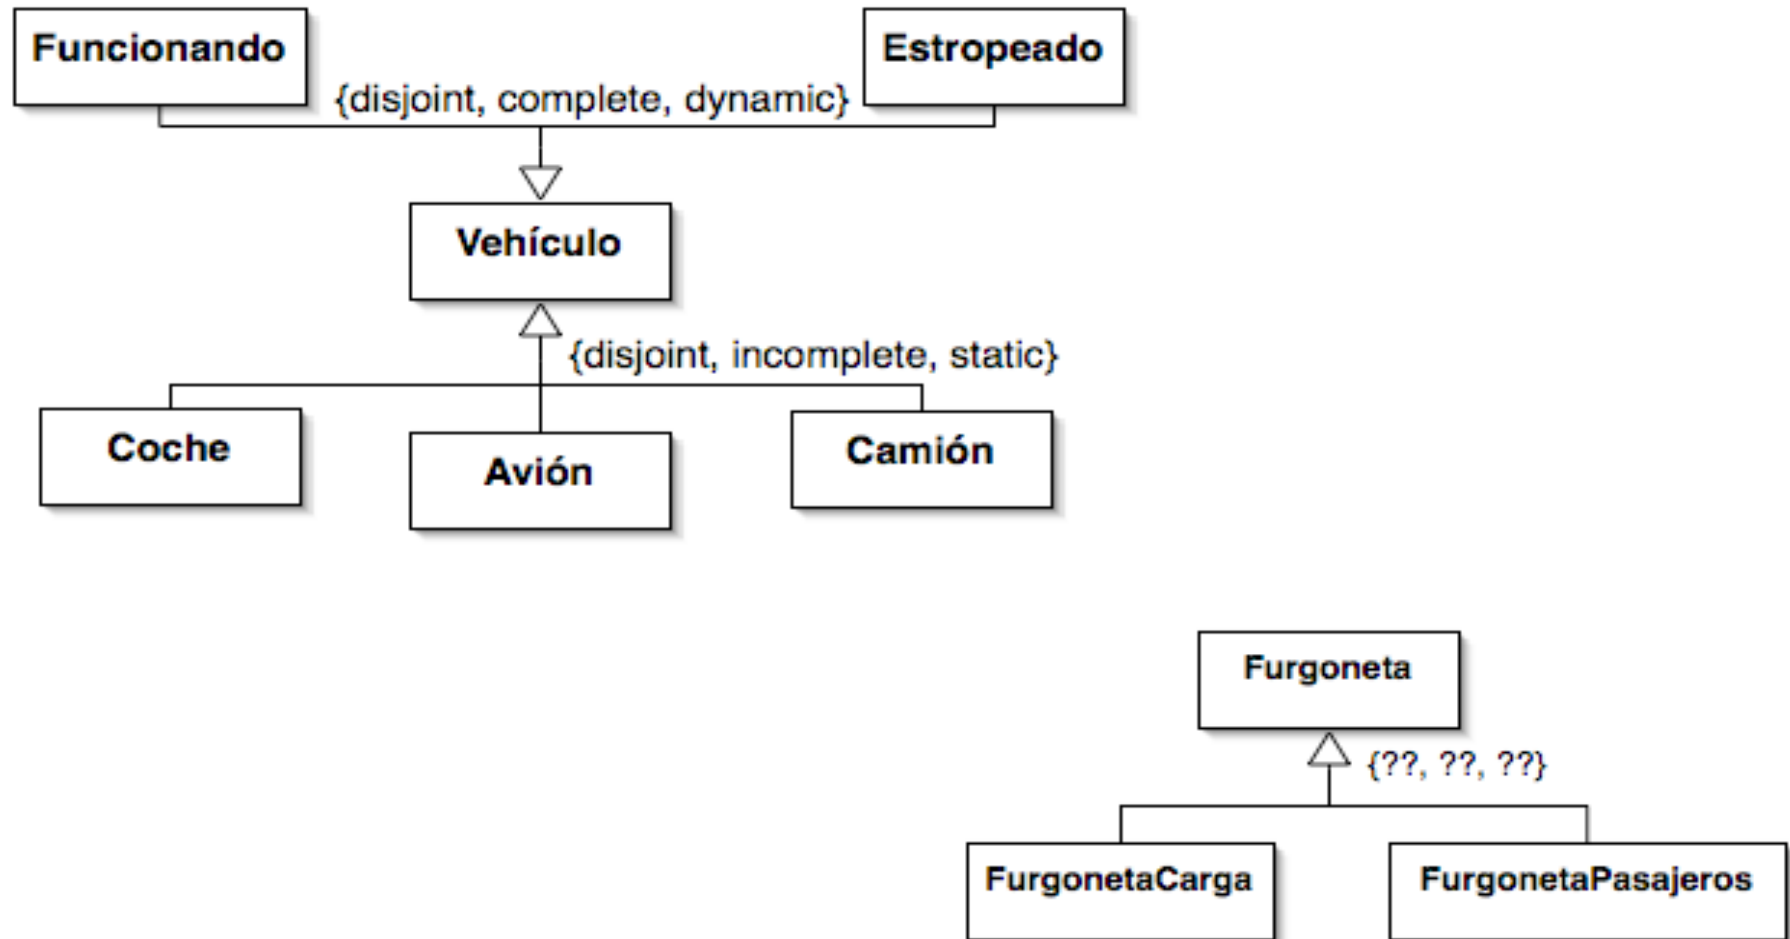 Funcionando
Estropeado
{disjoint, complete, dynamic}
Vehículo
{disjoint, incomplete, static}
Coche
Avión
Camión
Furgoneta
{??, ??, ??}
FurgonetaCarga
FurgonetaPasajeros